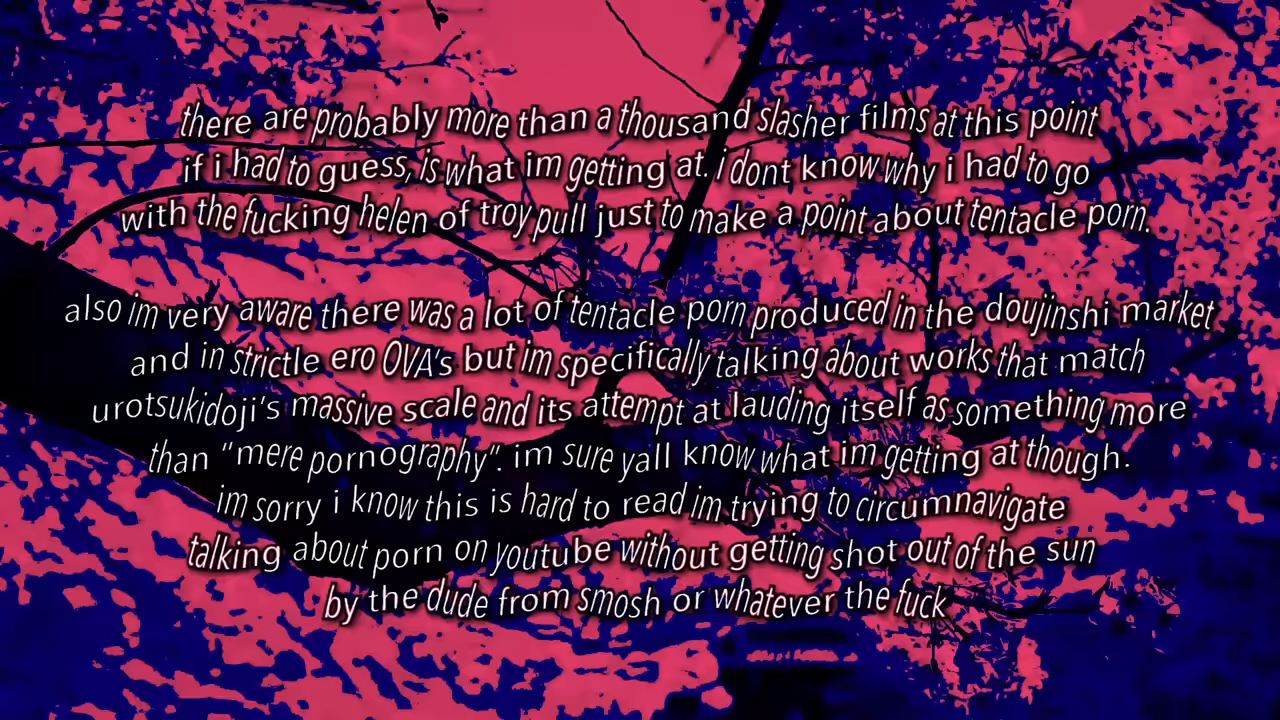 there are probably more than a thousand slasher films at this point
if i had to guess, is what im getting at. i dont know why i had to go
with the fucking helen of troy pull just to make a point about tentacle porn.
also im very aware there was a lot of tentacle porn produced in the doujinshi market
and in strictle ero OVA's but im specifically talking about works that match
urotsukidoji's massive scale and its attempt at lauding itself as something more
than "mere pornography". im sure yall know what im getting at though.
im sorry i know this is hard to read im trying to circumnavigate
talking about porn on youtube without getting shot out of the sun
by the dude from smosh or whatever the fuck